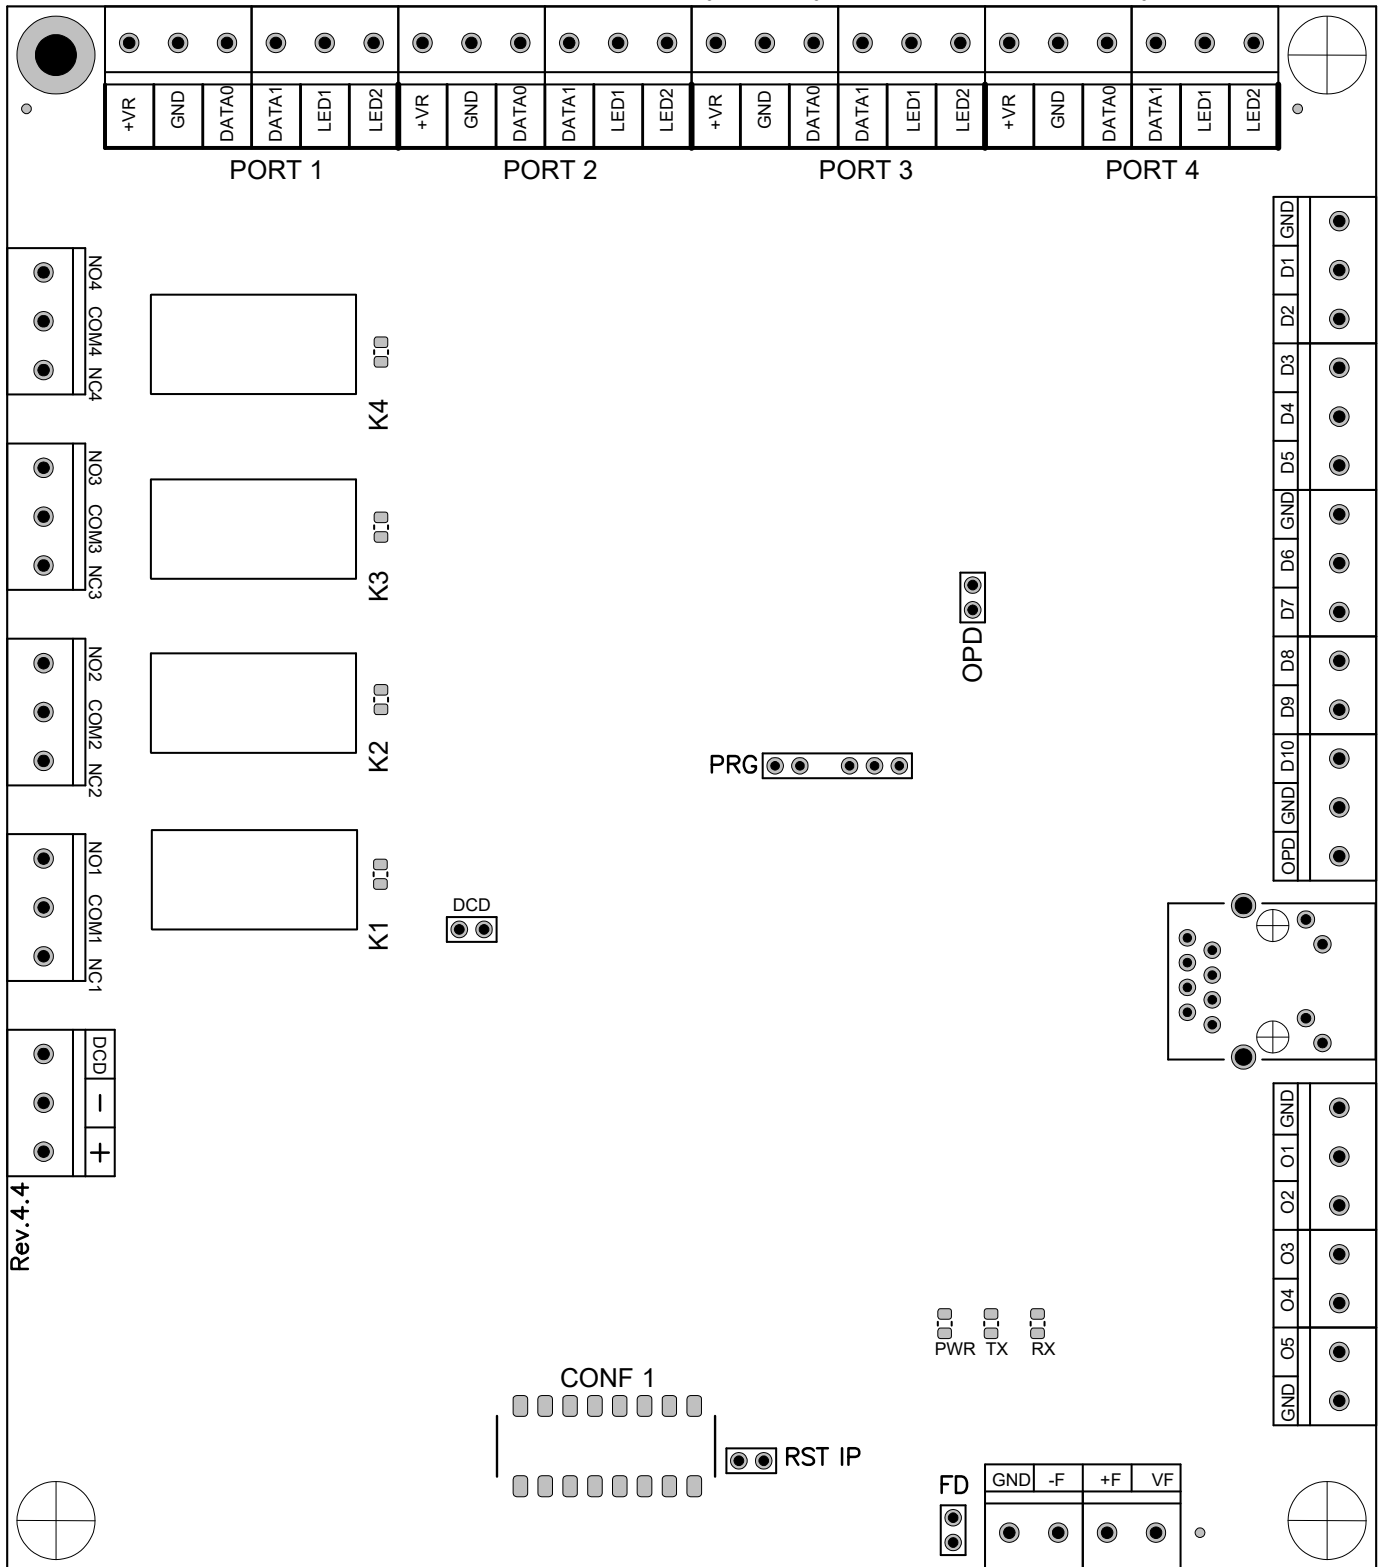 +VR GND DATA0 DATA1 LED1 LED2 +VR GND DATA0 DATA1 LED1 LED2 +VR GND DATA0 DATA1 LED1 LED2 +VR GND DATA0 DATA1 LED1 LED2
PORT 1 PORT 2 PORT 3 PORT 4
NO4 COM4 NC4
K4
NO3 COM3 NC3
K3
NO2 COM2 NC2
K2
NO1 COM1 NC1
K1
DCD
DCD
−
+
Rev.4.4
OPD
PRG
GND
D1
D2
D3
D4
D5
GND
D6
D7
D8
D9
D10
GND
OPD
GND
O1
O2
O3
O4
O5
GND
PWR TX RX
CONF 1
RST IP
FD
GND -F +F VF